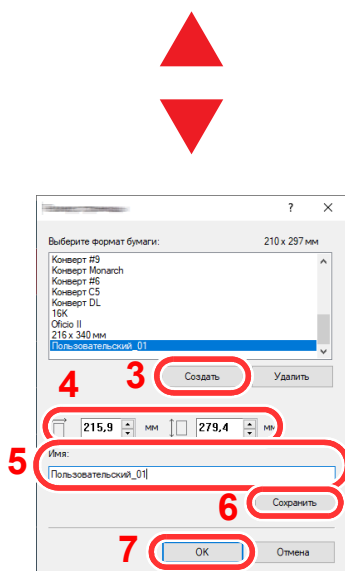 ? ×
Выберите формат бумаги: 210 x 297 мм
Конверт #9
Конверт Monarch
Конверт #6
Конверт C5
Конверт DL
16K
Oficio II
216 x 340 мм
Пользовательский_01
3 Создать Удалить
4
215,9 мм 279,4 мм
5 Имя:
Пользовательский_01
6 Сохранить
7 OK Отмена